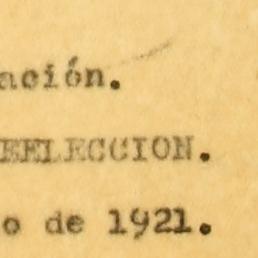 ación.
EELECCION.
o de 1921.